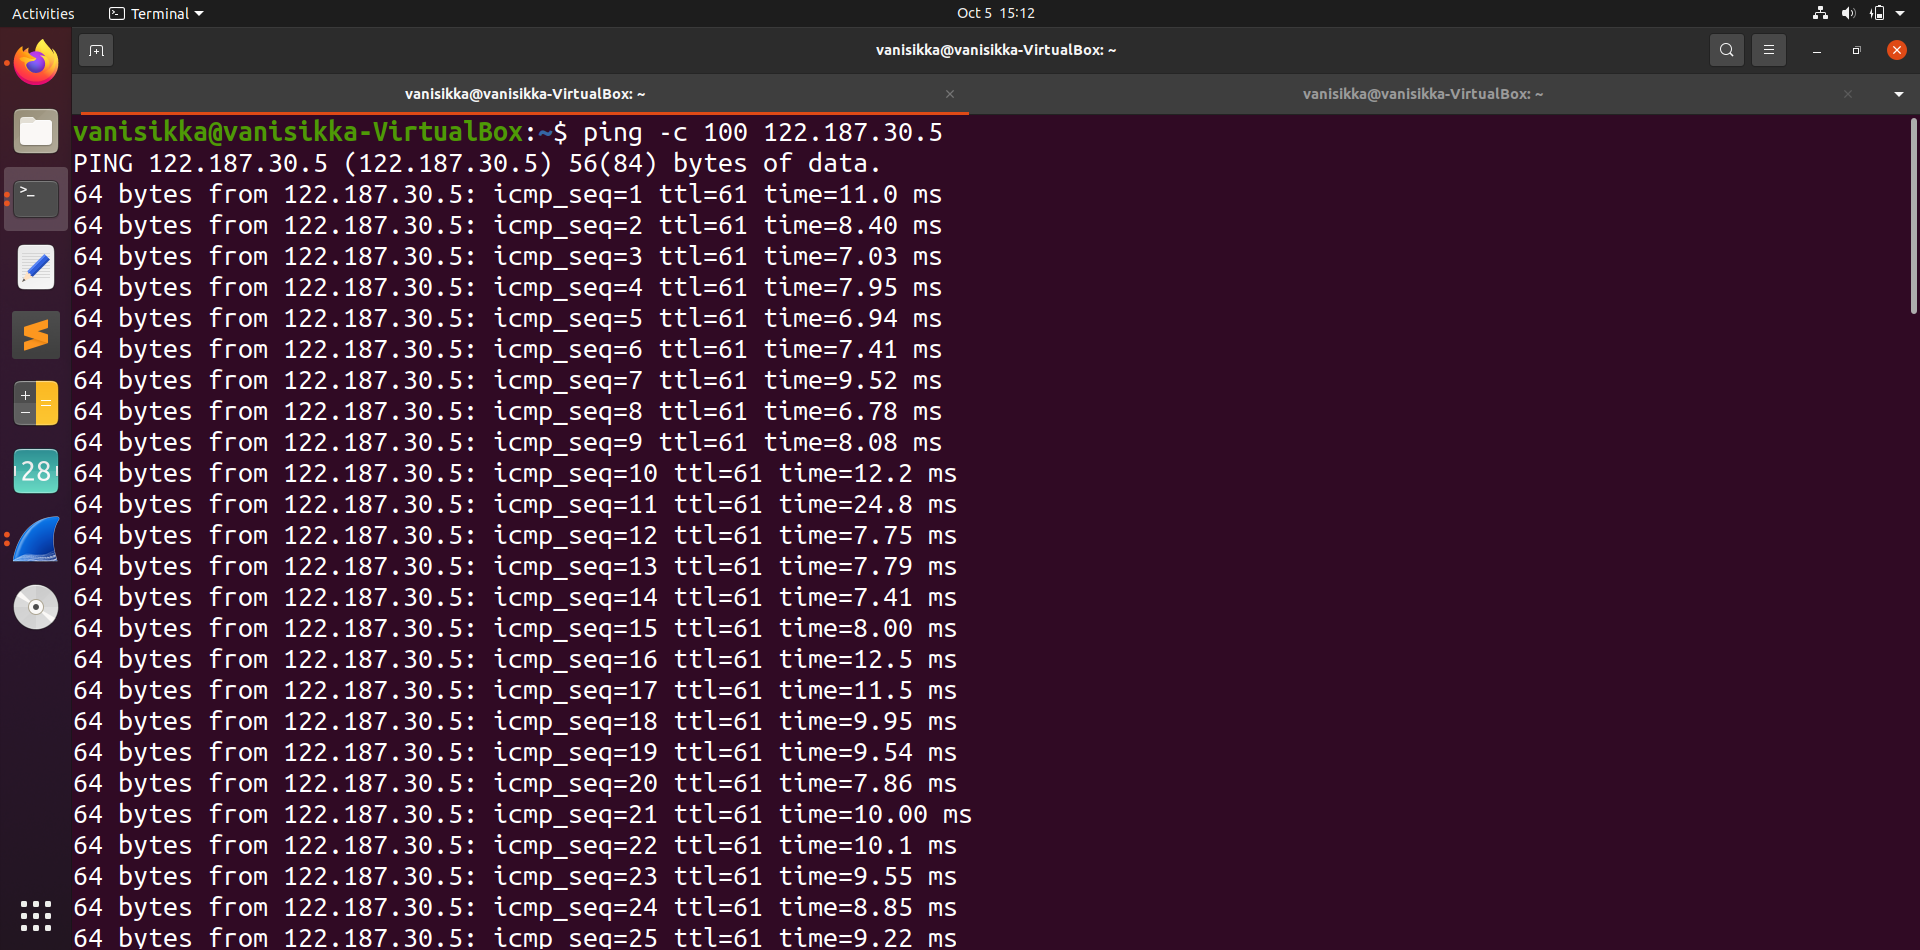 Activities
Terminal
Oct 5 15:12
vanisikka@vanisikka-VirtualBox: ~
vanisikka@vanisikka-VirtualBox: ~
vanisikka@vanisikka-VirtualBox: ~
vanisikka@vanisikka-VirtualBox:~$ ping -c 100 122.187.30.5
PING 122.187.30.5 (122.187.30.5) 56(84) bytes of data.
64 bytes from 122.187.30.5: icmp_seq=1 ttl=61 time=11.0 ms
64 bytes from 122.187.30.5: icmp_seq=2 ttl=61 time=8.40 ms
64 bytes from 122.187.30.5: icmp_seq=3 ttl=61 time=7.03 ms
64 bytes from 122.187.30.5: icmp_seq=4 ttl=61 time=7.95 ms
64 bytes from 122.187.30.5: icmp_seq=5 ttl=61 time=6.94 ms
64 bytes from 122.187.30.5: icmp_seq=6 ttl=61 time=7.41 ms
64 bytes from 122.187.30.5: icmp_seq=7 ttl=61 time=9.52 ms
64 bytes from 122.187.30.5: icmp_seq=8 ttl=61 time=6.78 ms
64 bytes from 122.187.30.5: icmp_seq=9 ttl=61 time=8.08 ms
64 bytes from 122.187.30.5: icmp_seq=10 ttl=61 time=12.2 ms
64 bytes from 122.187.30.5: icmp_seq=11 ttl=61 time=24.8 ms
64 bytes from 122.187.30.5: icmp_seq=12 ttl=61 time=7.75 ms
64 bytes from 122.187.30.5: icmp_seq=13 ttl=61 time=7.79 ms
64 bytes from 122.187.30.5: icmp_seq=14 ttl=61 time=7.41 ms
64 bytes from 122.187.30.5: icmp_seq=15 ttl=61 time=8.00 ms
64 bytes from 122.187.30.5: icmp_seq=16 ttl=61 time=12.5 ms
64 bytes from 122.187.30.5: icmp_seq=17 ttl=61 time=11.5 ms
64 bytes from 122.187.30.5: icmp_seq=18 ttl=61 time=9.95 ms
64 bytes from 122.187.30.5: icmp_seq=19 ttl=61 time=9.54 ms
64 bytes from 122.187.30.5: icmp_seq=20 ttl=61 time=7.86 ms
64 bytes from 122.187.30.5: icmp_seq=21 ttl=61 time=10.00 ms
64 bytes from 122.187.30.5: icmp_seq=22 ttl=61 time=10.1 ms
64 bytes from 122.187.30.5: icmp_seq=23 ttl=61 time=9.55 ms
64 bytes from 122.187.30.5: icmp_seq=24 ttl=61 time=8.85 ms
64 bytes from 122.187.30.5: icmp_seq=25 ttl=61 time=9.22 ms
28